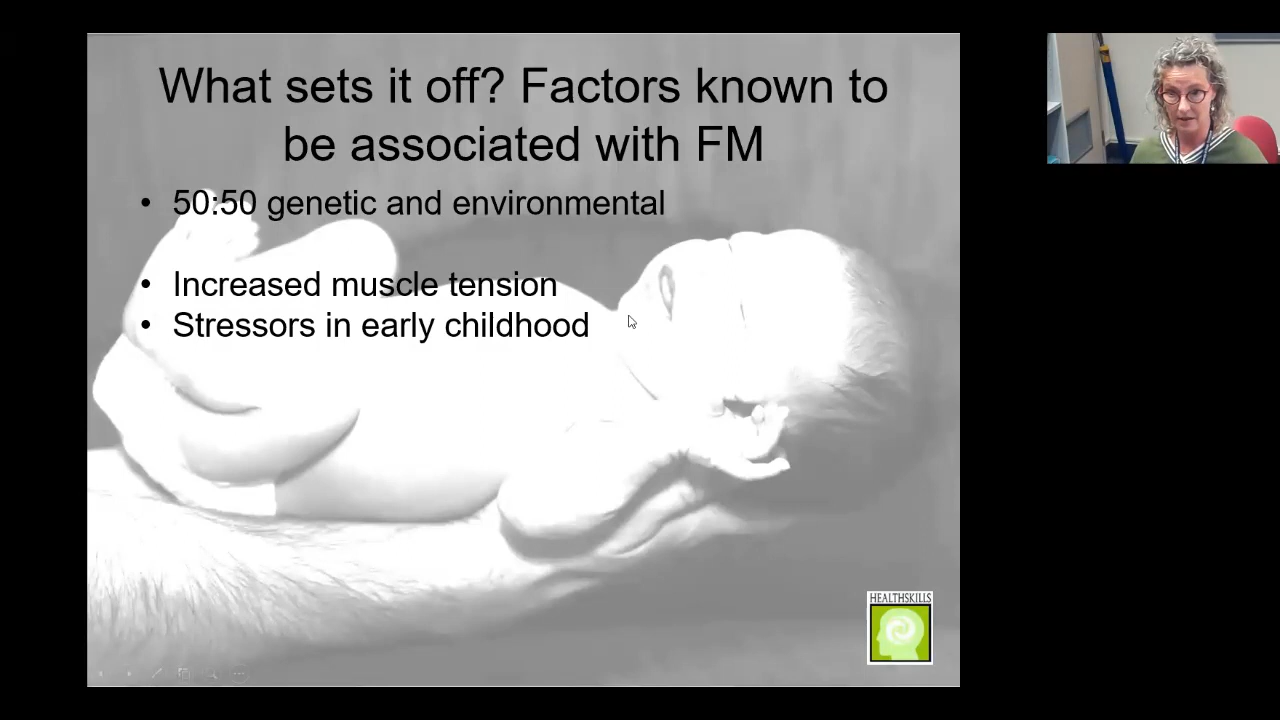 What sets it off? Factors known to
be associated with FM
• 50:50 genetic and environmental
• Increased muscle tension
• Stressors in early childhood
HEALTHSKILLS